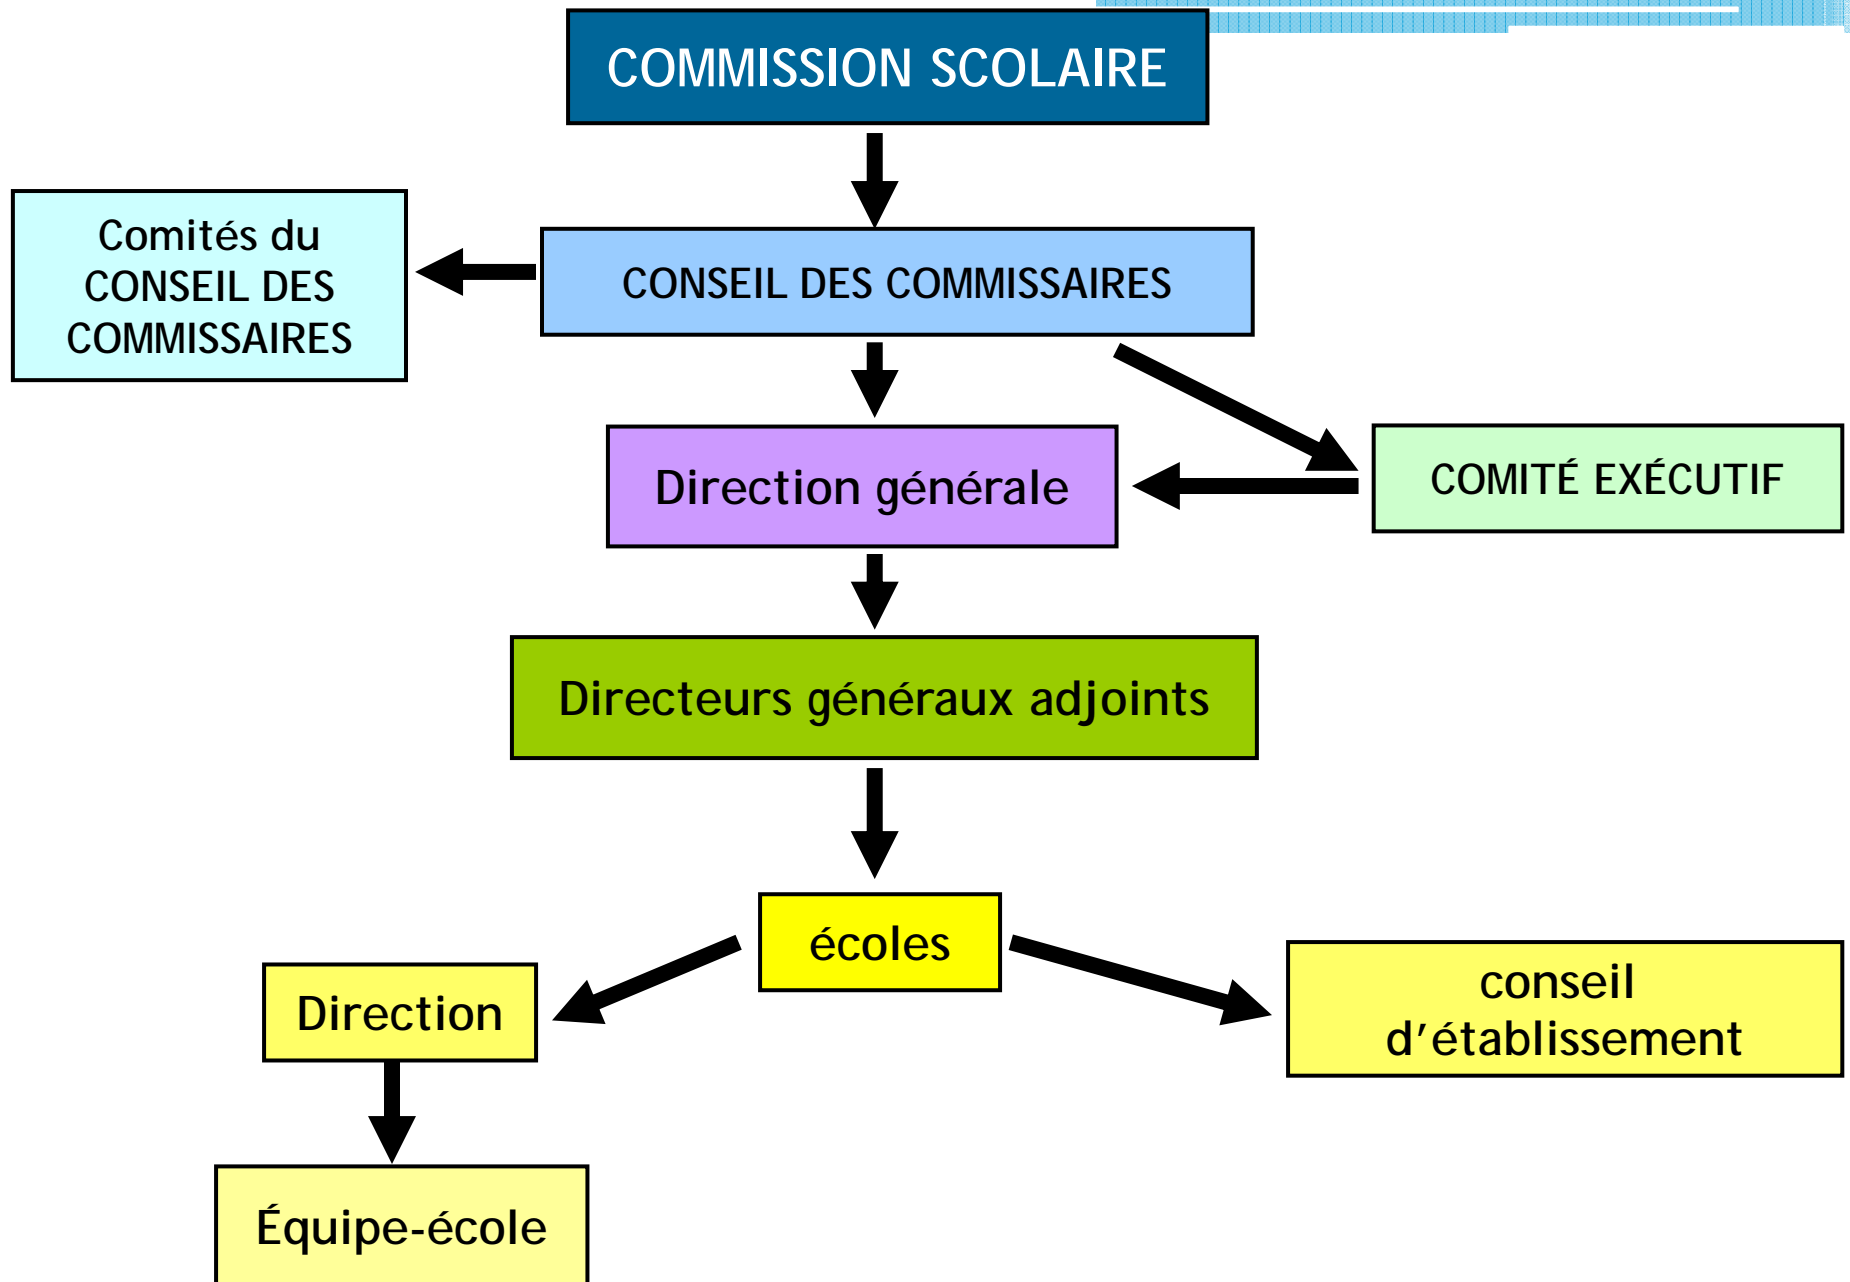 COMMISSION SCOLAIRE
Comités du
CONSEIL DES
COMMISSAIRES
CONSEIL DES COMMISSAIRES
Direction générale
COMITÉ EXÉCUTIF
Directeurs généraux adjoints
écoles
Direction
conseil
d’établissement
Équipe-école